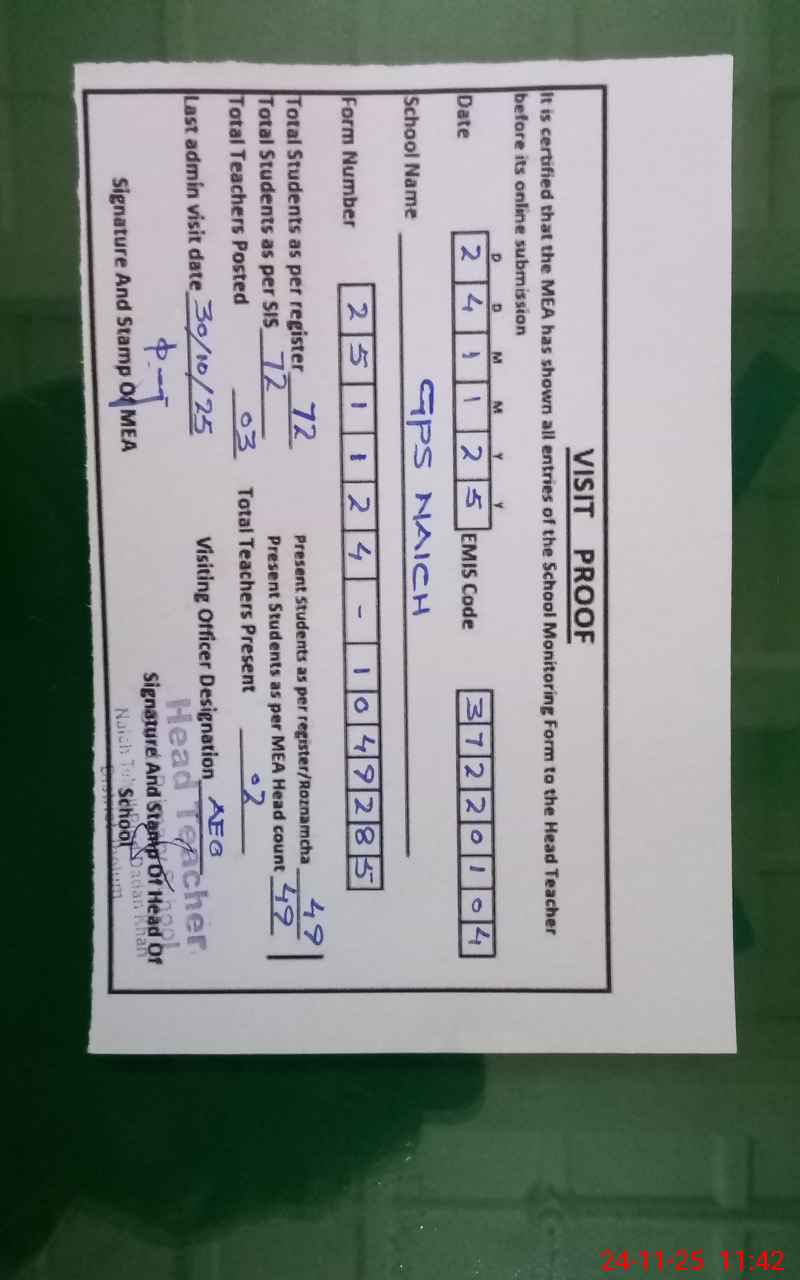 VISIT PROOF
It is certified that the MEA has shown all entries of the School Monitoring Form to the Head Teacher
before its online submission
D D M M Y Y
Date 2 4 1 1 2 5 EMIS Code 3 7 2 2 0 1 0 4
School Name GPS NAICH
Form Number 2 5 1 1 2 4 - 1 0 4 9 2 8 5
Total Students as per register 72 Present Students as per register/Roznamcha 49
Total Students as per SIS 72 Present Students as per MEA Head count 49
Total Teachers Posted 03 Total Teachers Present 02
Last admin visit date 30/10/25 Visiting Officer Designation AEO
Signature And Stamp Of MEA Signature And Stamp Of Head Of
School
Head Teacher
School
Naich Dadan Khan
24-11-25 11:42